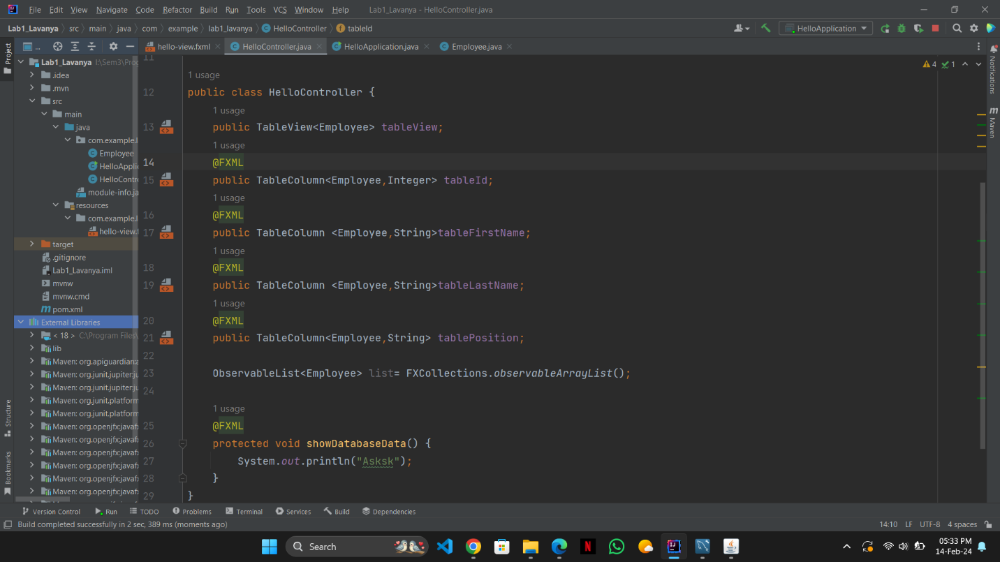 File Edit View Navigate Code Refactor Build Run Tools VCS Window Help Lab1_Lavanya - HelloController.java
Lab1_Lavanya src main java com example lab1_lavanya HelloController tableId HelloApplication
Project ... hello-view.fxml HelloController.java HelloApplication.java Employee.java
Notifications
Maven
Structure
Bookmarks
Lab1_Lavanya I:\Sem3\Prog
.idea
.mvn
src
main
java
com.example.l
Employee
HelloAppli
HelloContr
module-info.ja
resources
com.example.l
hello-view.
target
.gitignore
Lab1_Lavanya.iml
mvnw
mvnw.cmd
pom.xml
External Libraries
< 18 > C:\Program Files\
lib
Maven: org.apiguardian:a
Maven: org.junit.jupiter:ju
Maven: org.junit.jupiter:ju
Maven: org.junit.platform
Maven: org.junit.platform
Maven: org.openjfx:javafx
Maven: org.openjfx:javafx
Maven: org.openjfx:javafx
Maven: org.openjfx:javafx
Maven: org.openjfx:javafx
Maven: org.openjfx:javafx
4 1
11
1 usage
12 public class HelloController {
1 usage
13 public TableView<Employee> tableView;
1 usage
14 @FXML
15 public TableColumn<Employee,Integer> tableId;
1 usage
16 @FXML
17 public TableColumn <Employee,String>tableFirstName;
1 usage
18 @FXML
19 public TableColumn <Employee,String>tableLastName;
1 usage
20 @FXML
21 public TableColumn<Employee,String> tablePosition;
22
23 ObservableList<Employee> list= FXCollections.observableArrayList();
24
1 usage
25 @FXML
26 protected void showDatabaseData() {
27 System.out.println("Asksk");
28 }
29 }
Version Control Run TODO Problems Terminal Services Build Dependencies
Build completed successfully in 2 sec, 389 ms (moments ago) 14:10 LF UTF-8 4 spaces
Search
05:33 PM
14-Feb-24